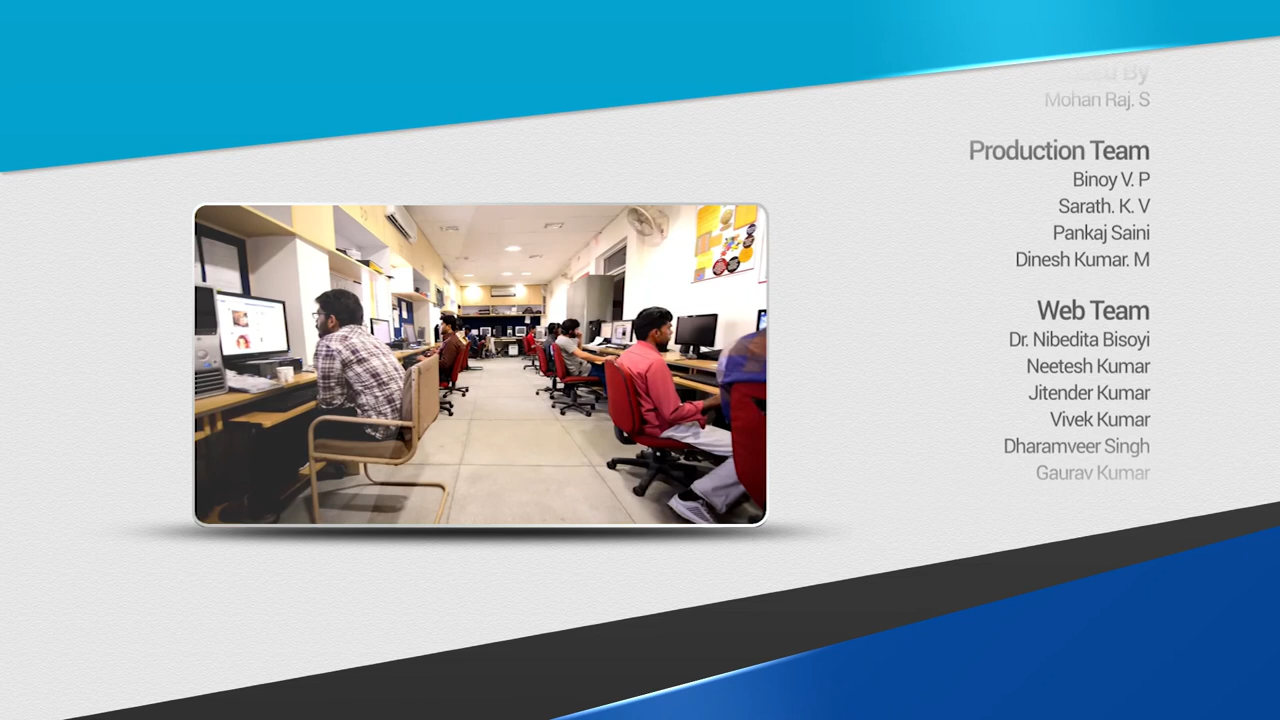 By
Mohan Raj. S
Production Team
Binoy V. P
Sarath. K. V
Pankaj Saini
Dinesh Kumar. M
Web Team
Dr. Nibedita Bisoyi
Neetesh Kumar
Jitender Kumar
Vivek Kumar
Dharamveer Singh
Gaurav Kumar